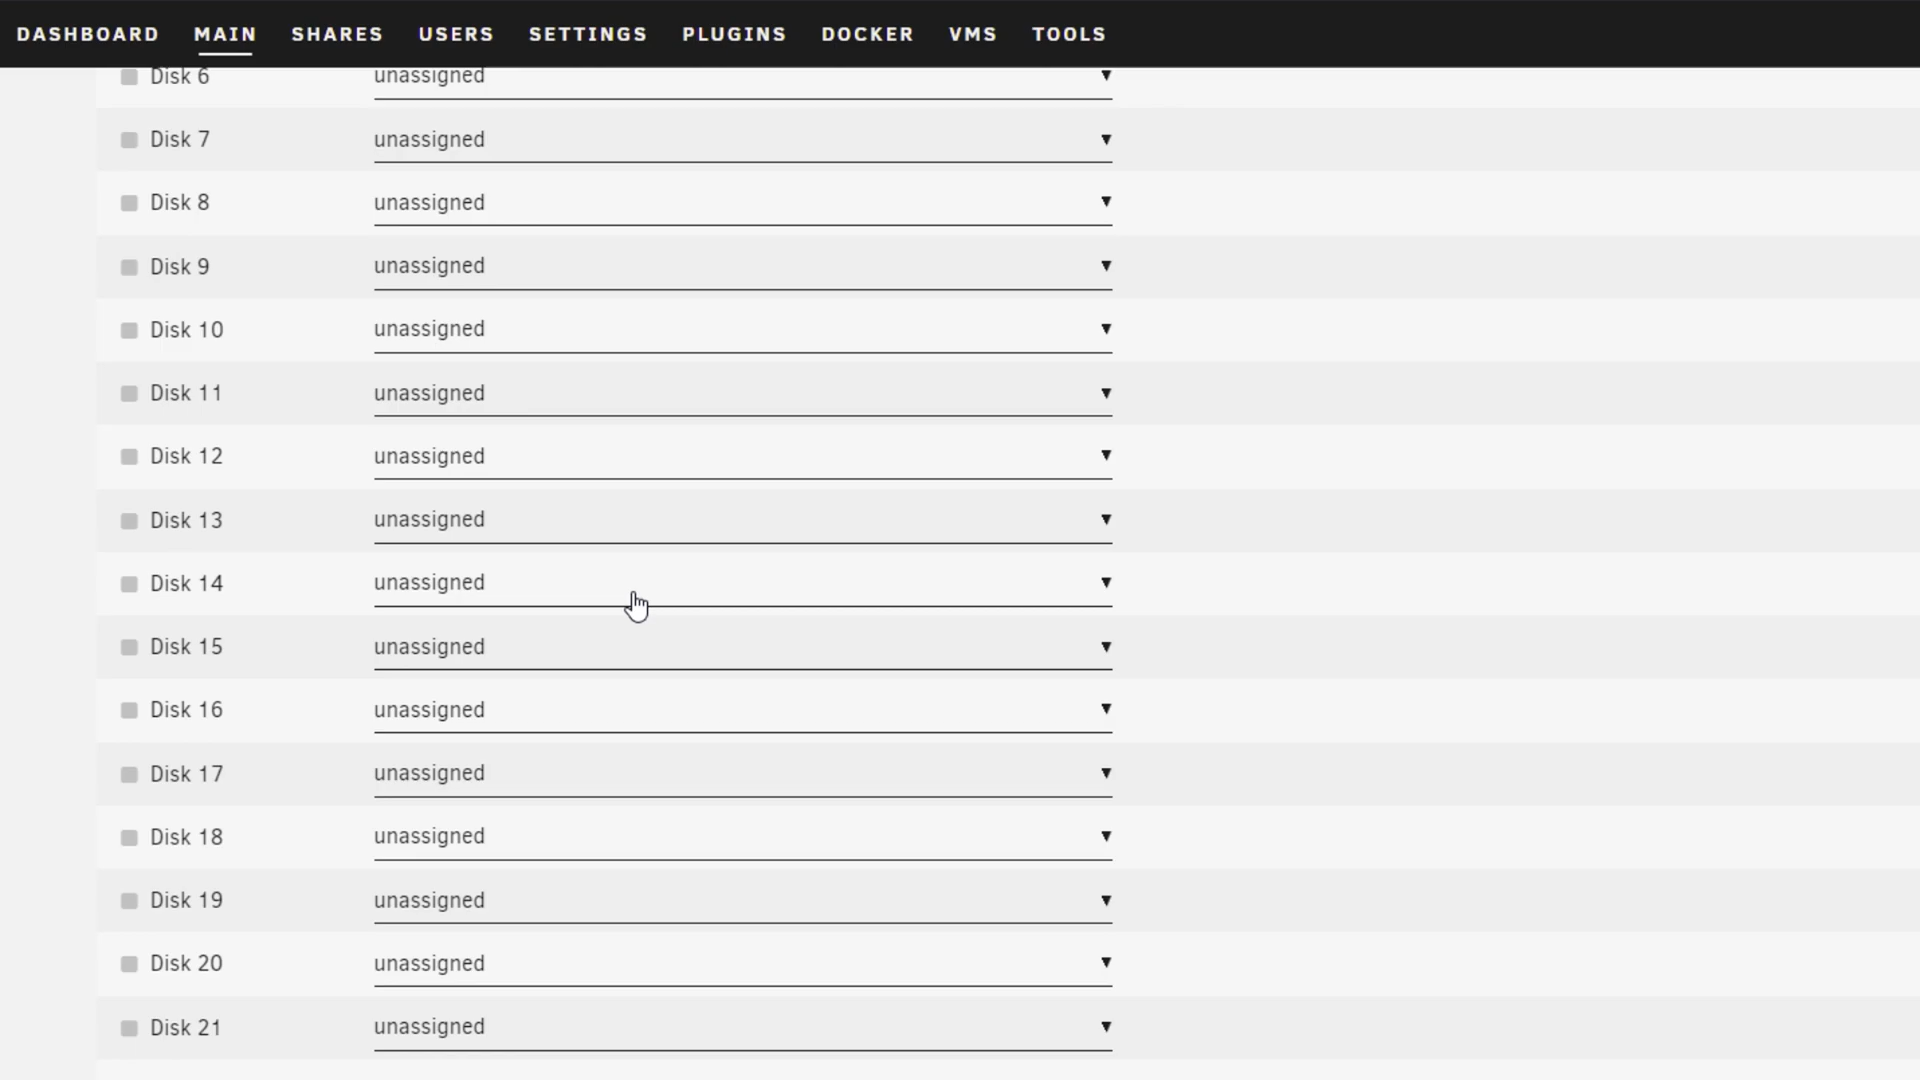 DASHBOARD MAIN SHARES USERS SETTINGS PLUGINS DOCKER VMS TOOLS
Disk 6 unassigned
Disk 7 unassigned
Disk 8 unassigned
Disk 9 unassigned
Disk 10 unassigned
Disk 11 unassigned
Disk 12 unassigned
Disk 13 unassigned
Disk 14 unassigned
Disk 15 unassigned
Disk 16 unassigned
Disk 17 unassigned
Disk 18 unassigned
Disk 19 unassigned
Disk 20 unassigned
Disk 21 unassigned